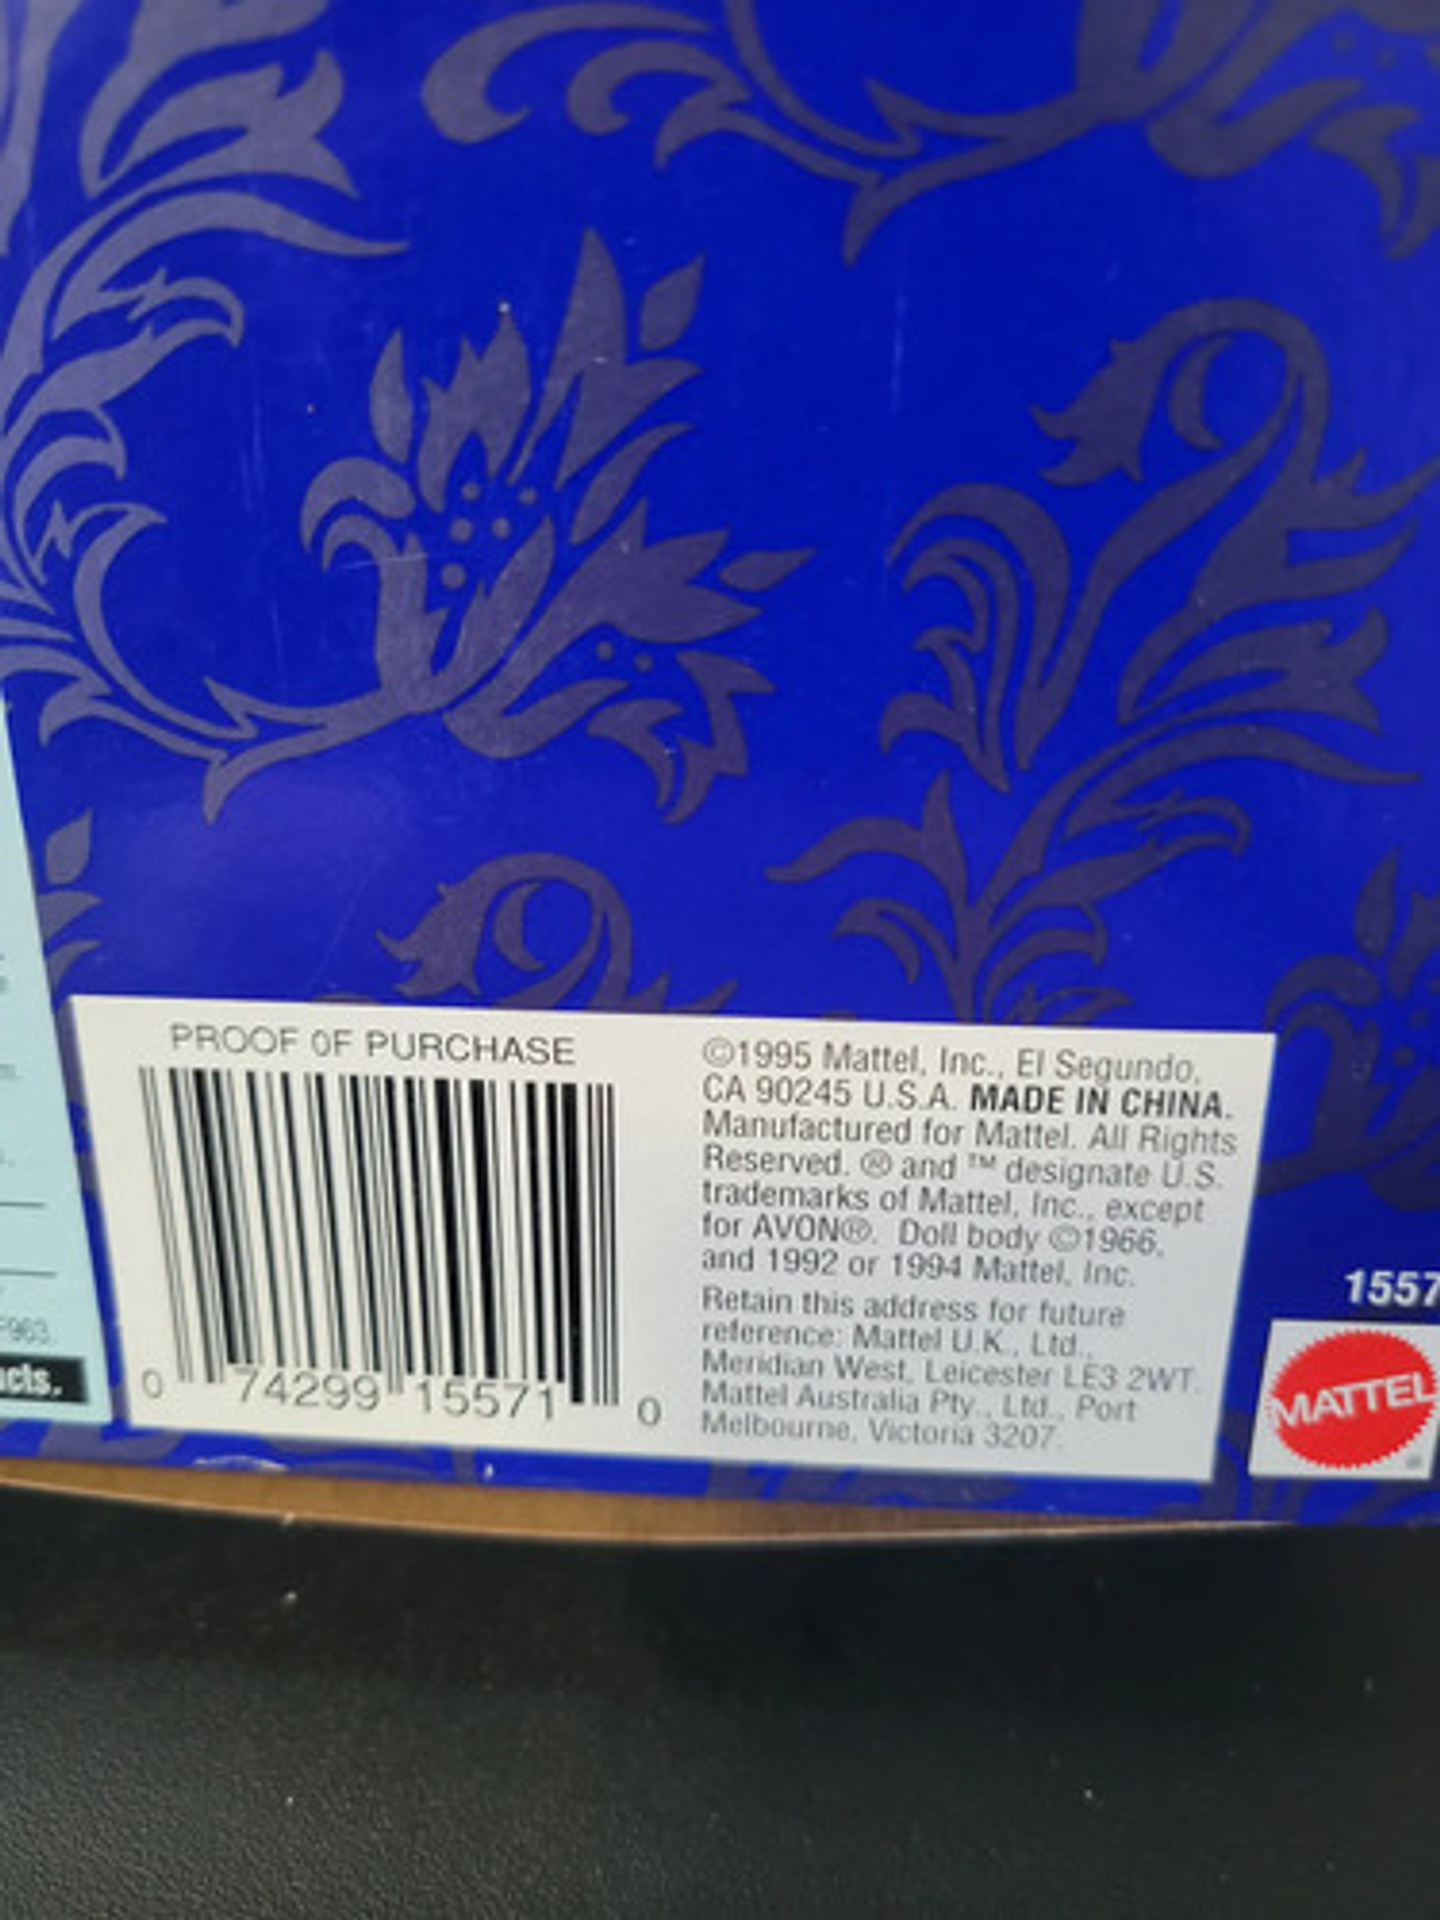 PROOF OF PURCHASE
0 74299 15571 0
©1995 Mattel, Inc., El Segundo,
CA 90245 U.S.A. MADE IN CHINA.
Manufactured for Mattel. All Rights
Reserved. ® and ™ designate U.S.
trademarks of Mattel, Inc., except
for AVON®. Doll body ©1966,
and 1992 or 1994 Mattel, Inc.
Retain this address for future
reference: Mattel U.K., Ltd.,
Meridian West, Leicester LE3 2WT.
Mattel Australia Pty., Ltd., Port
Melbourne, Victoria 3207.
1557
MATTEL
®
F963.
cts.